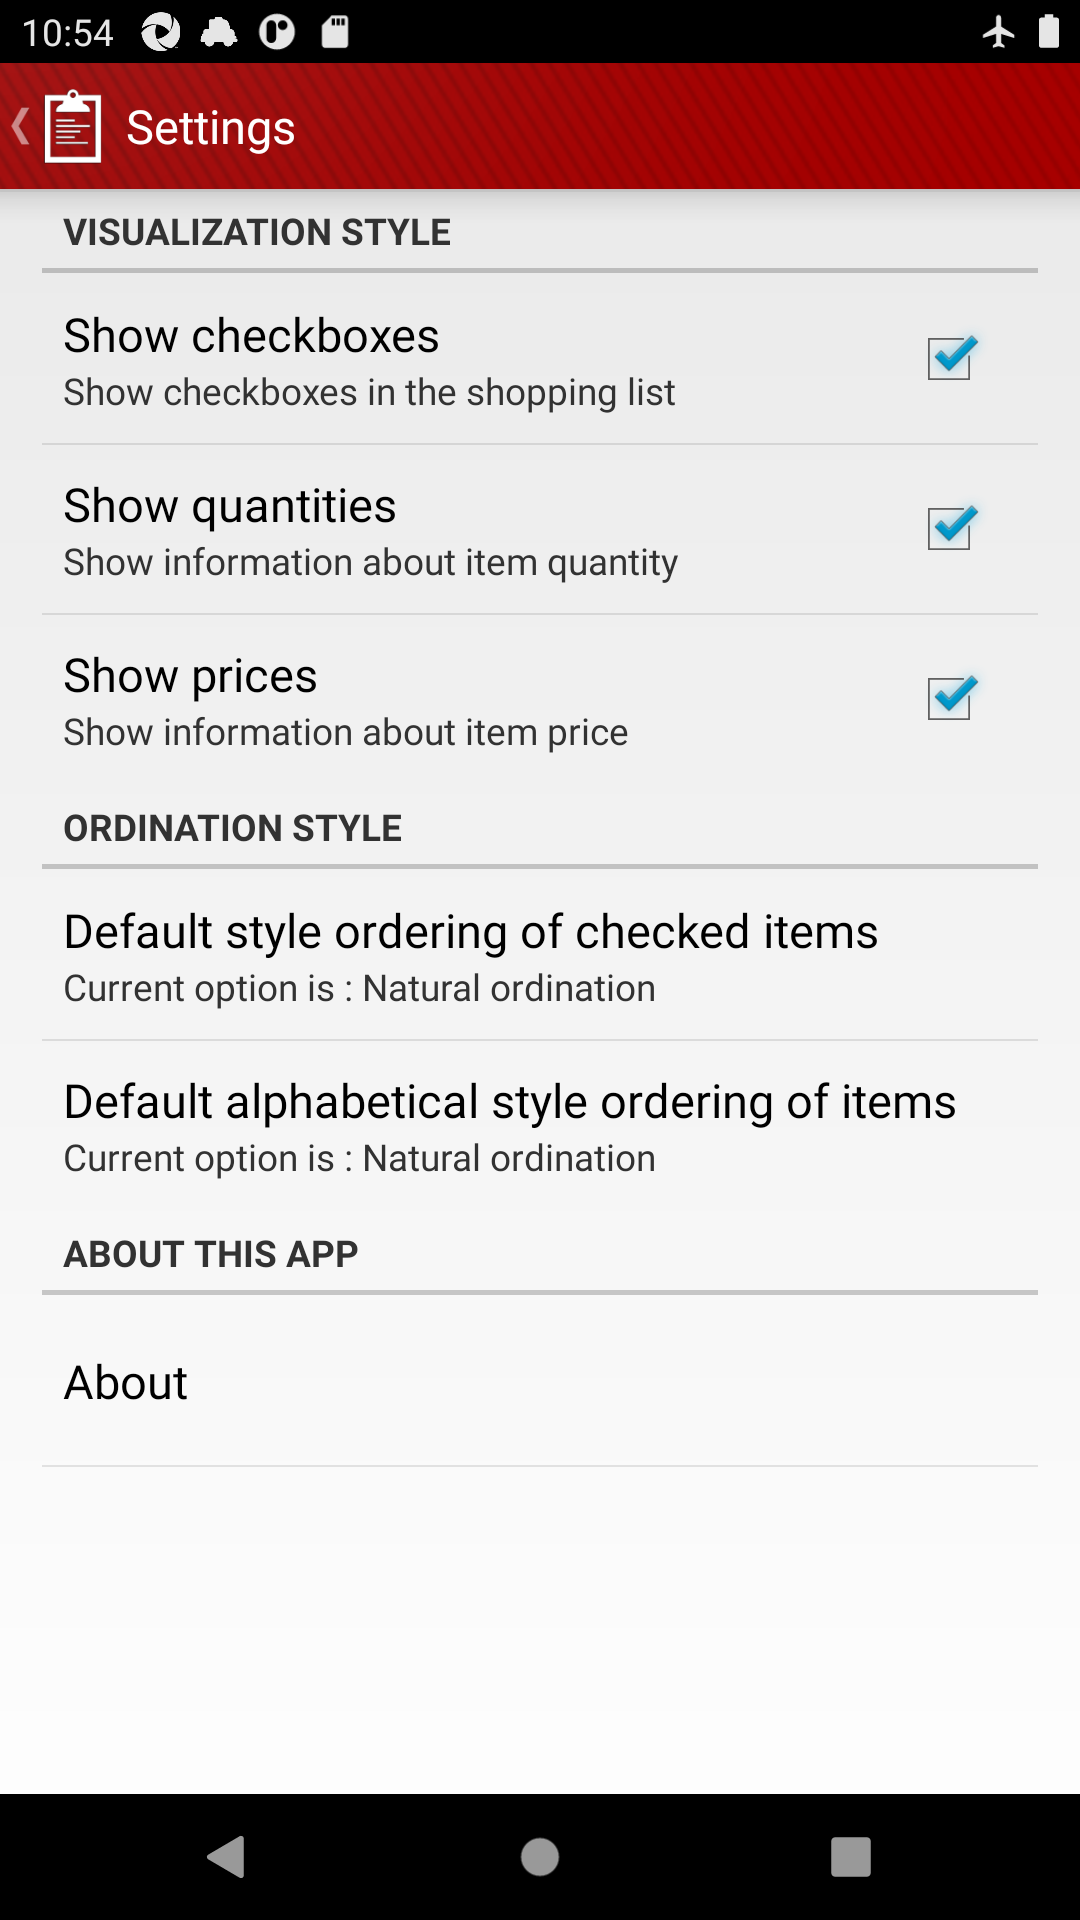 10:54
Settings
VISUALIZATION STYLE
Show checkboxes
Show checkboxes in the shopping list
Show quantities
Show information about item quantity
Show prices
Show information about item price
ORDINATION STYLE
Default style ordering of checked items
Current option is : Natural ordination
Default alphabetical style ordering of items
Current option is : Natural ordination
ABOUT THIS APP
About